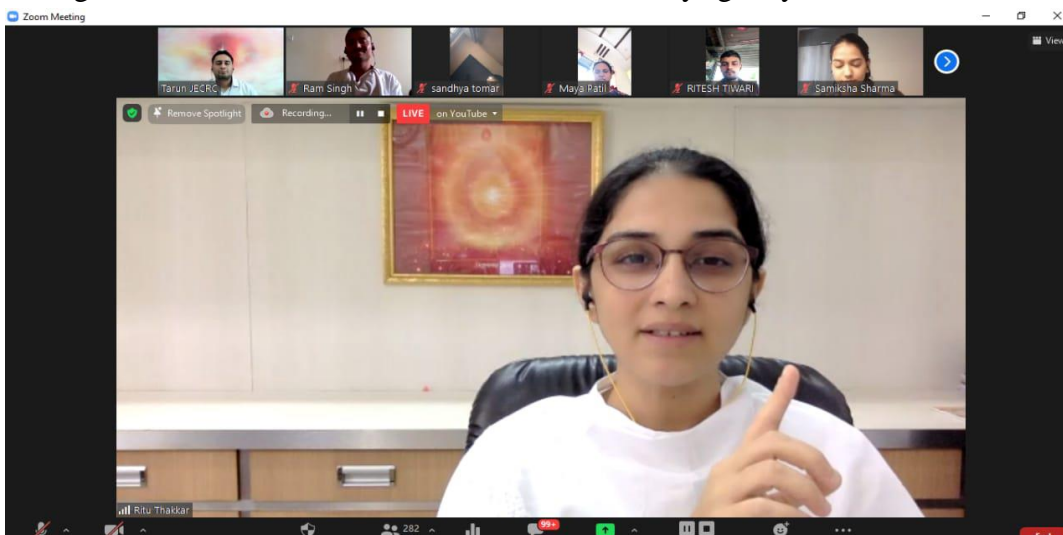 Zoom Meeting
View
Tarun JECRC
Ram Singh
sandhya tomar
Maya Patil
RITESH TIWARI
Samiksha Sharma
Remove Spotlight
Recording...
LIVE on YouTube
Ritu Thakkar
282
99+